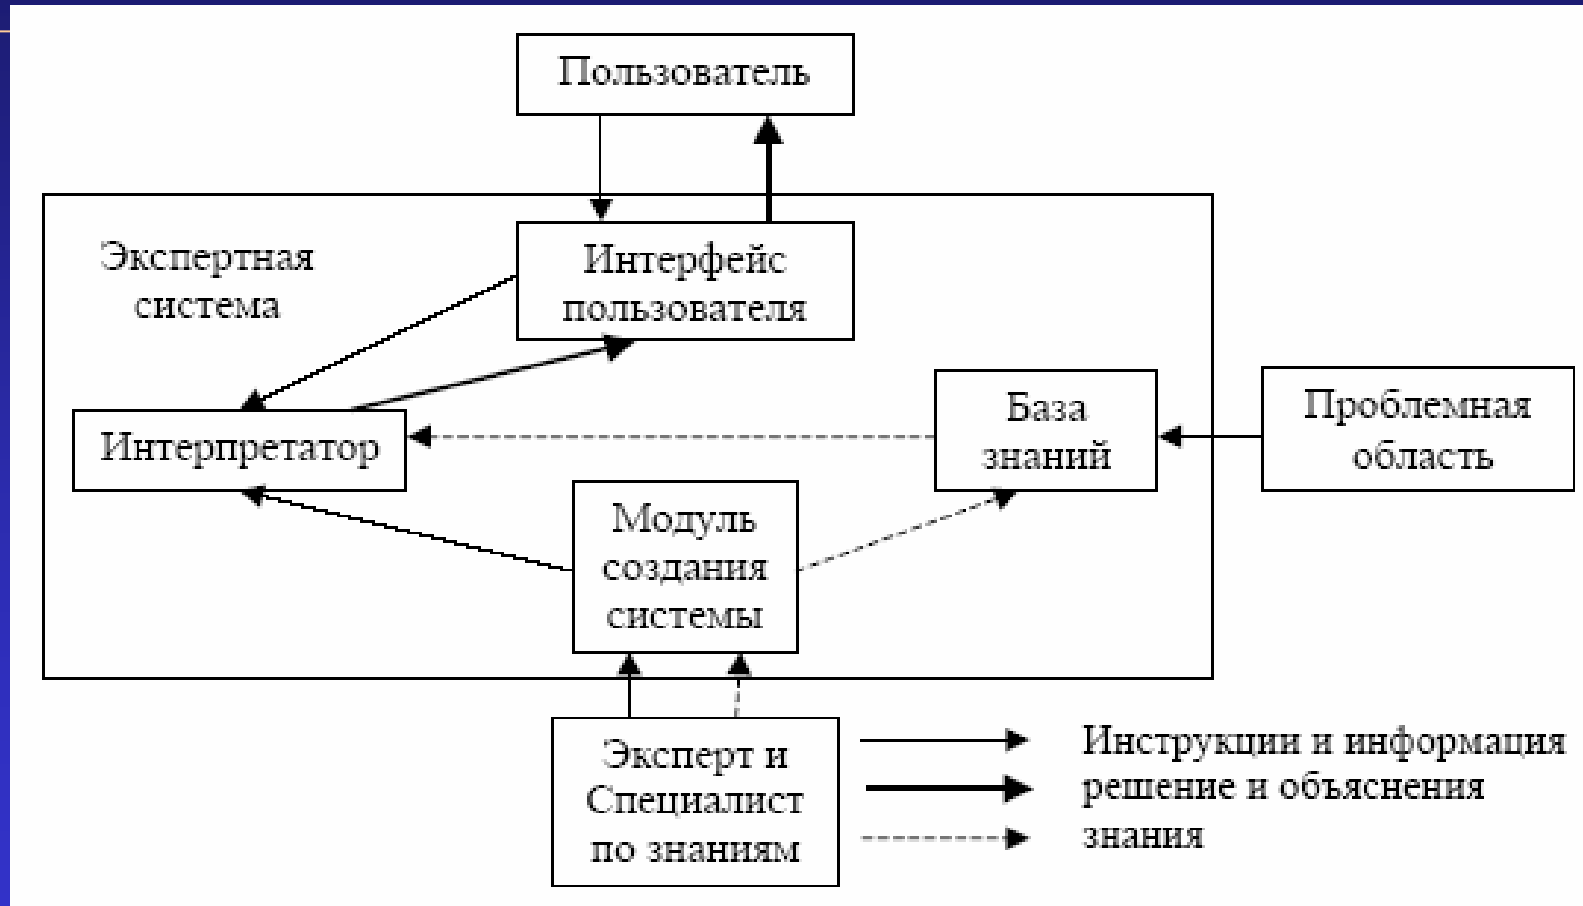 Пользователь
Экспертная
система
Интерфейс
пользователя
Интерпретатор
База
знаний
Проблемная
область
Модуль
создания
системы
Эксперт и
Специалист
по знаниям
Инструкции и информация
решение и объяснения
знания